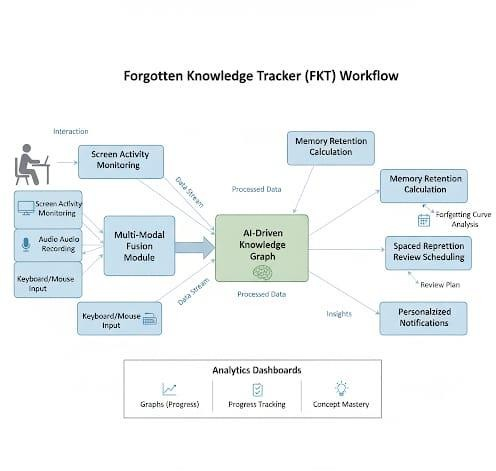 Forgotten Knowledge Tracker (FKT) Workflow
Interaction
Screen Activity
Monitoring
Memory Retention
Calculation
Screen Activity
Monitoring
Audio Audio
Recording
Keyboard/Mouse
Input
Multi-Modal
Fusion
Module
Keyboard/Mouse
Input
Data Stream
Data Stream
Processed Data
AI-Driven
Knowledge
Graph
Processed Data
Insights
Memory Retention
Calculation
Forfgetting Curve
Analysis
Spaced Reprettion
Review Scheduling
Review Plan
Personalzized
Notifications
Analytics Dashboards
Graphs (Progress)
Progress Tracking
Concept Mastery